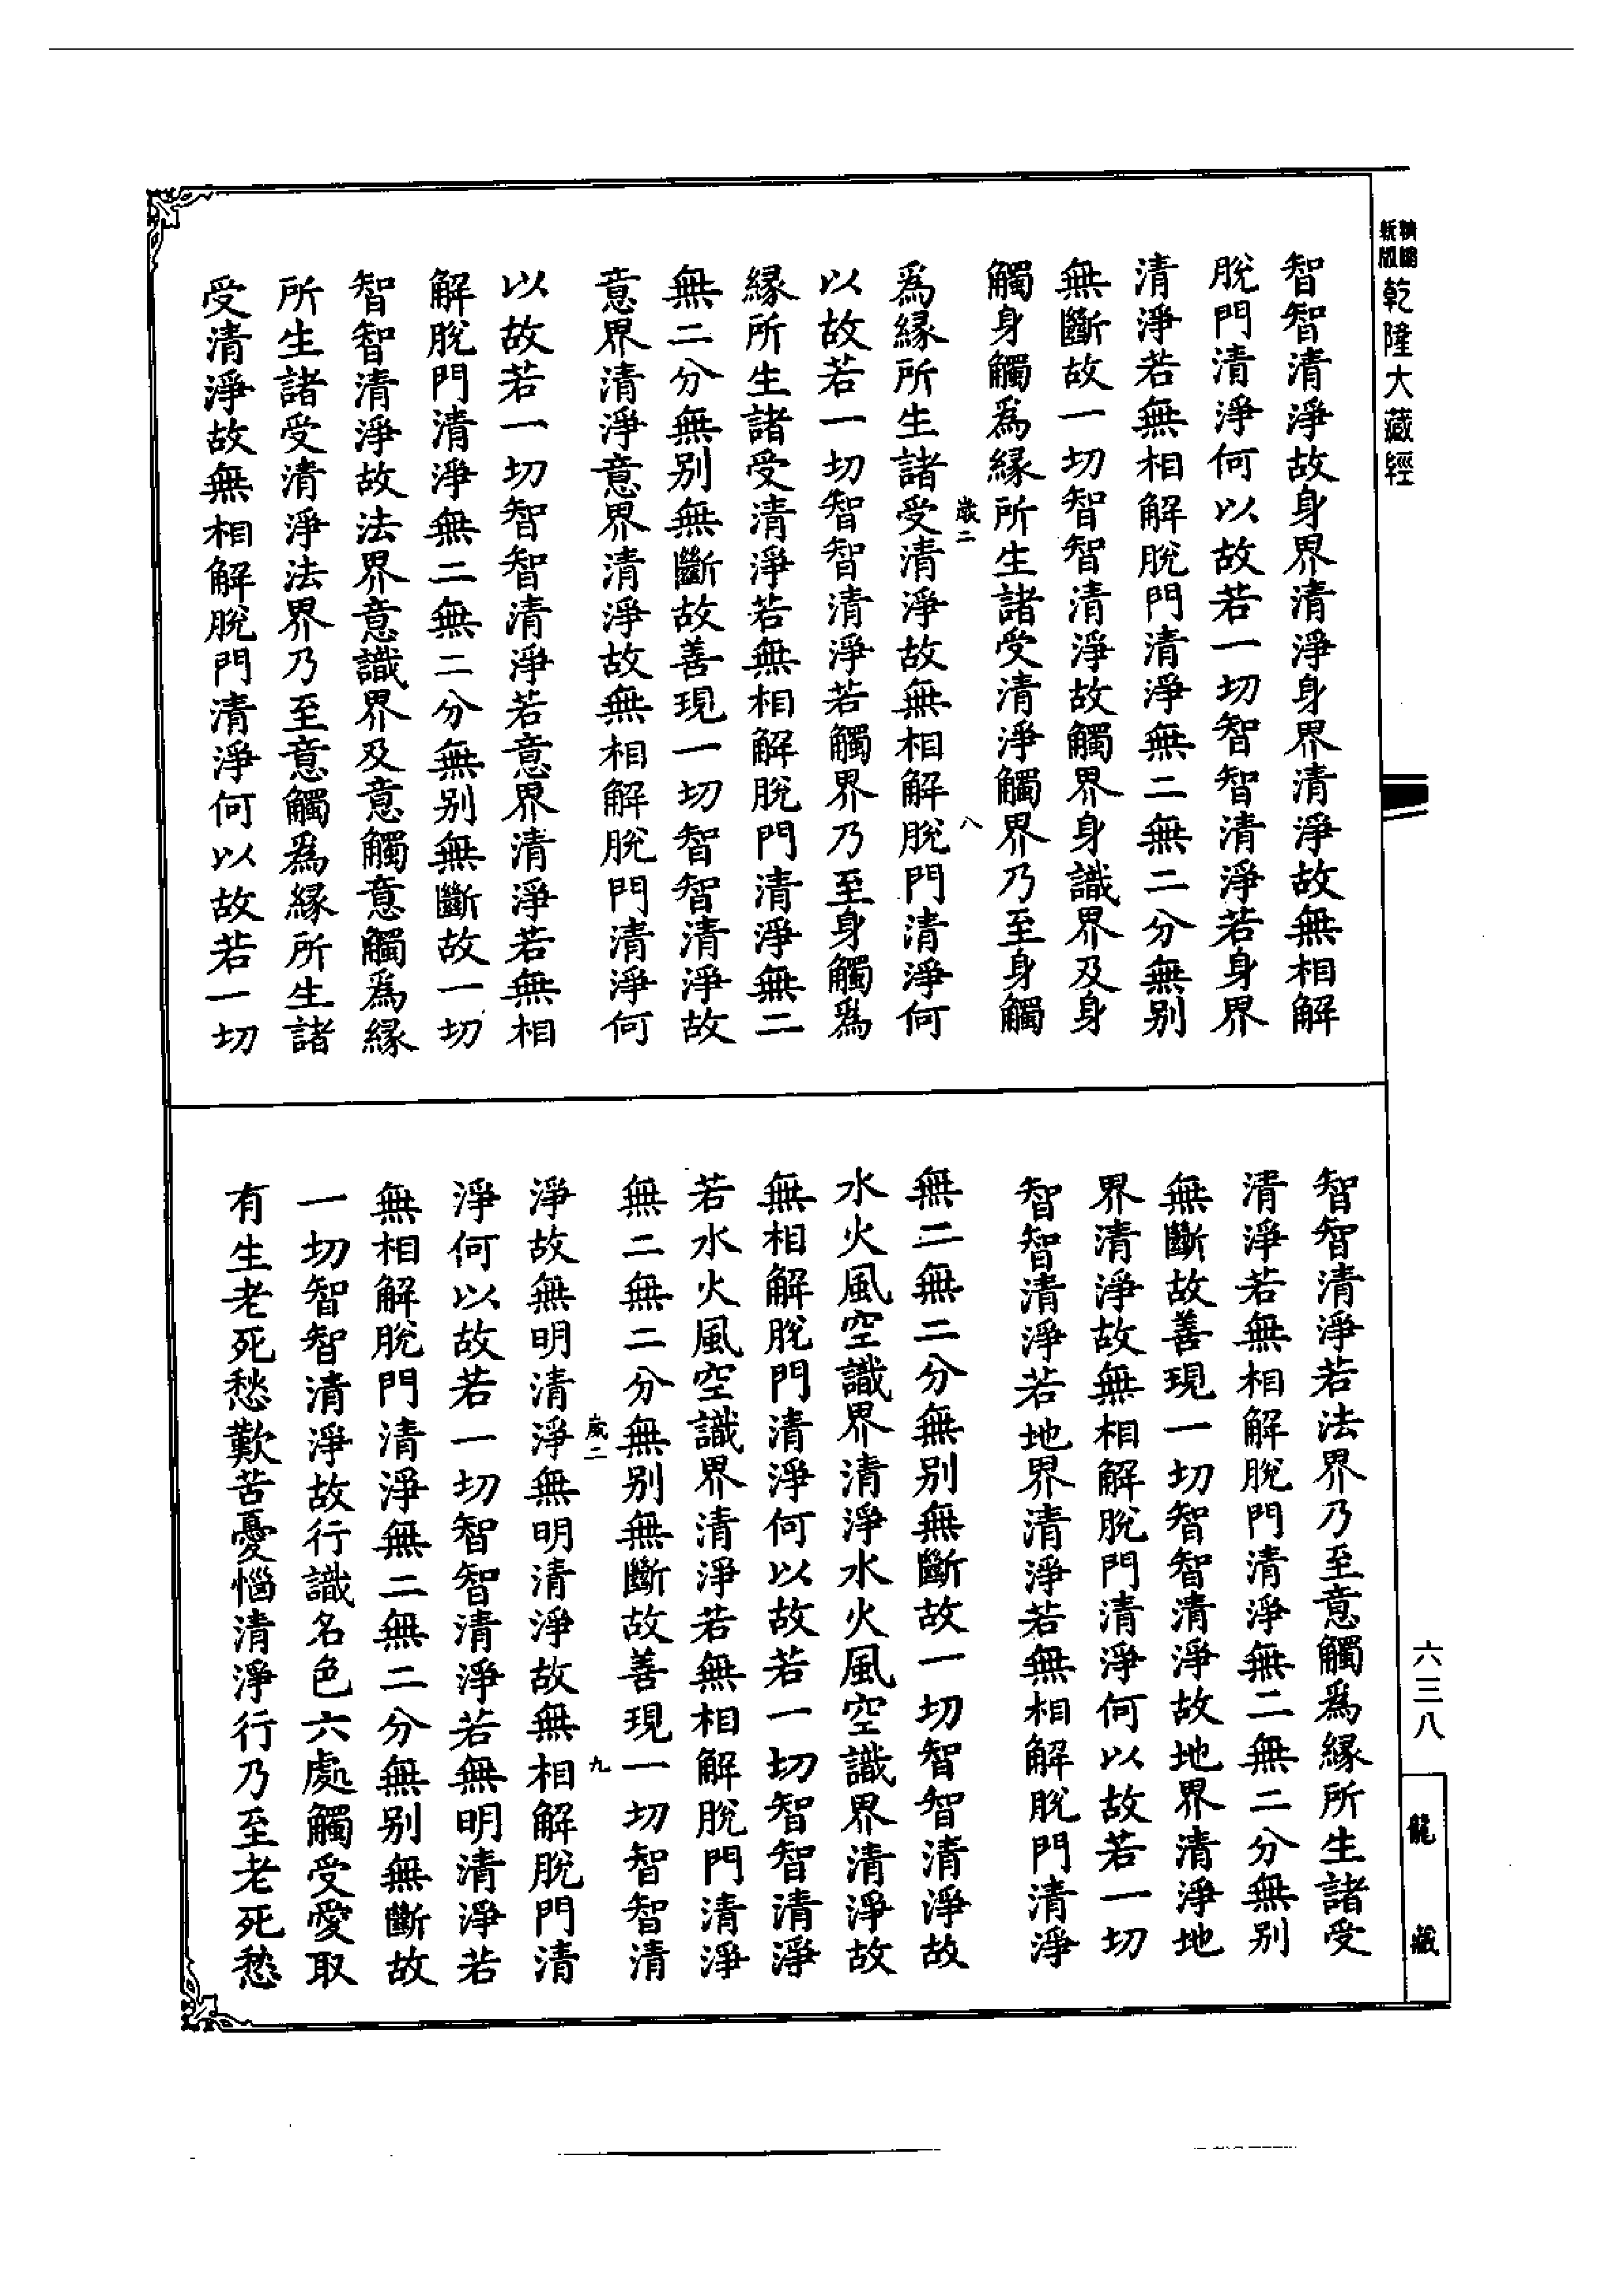 新版
精縮
乾隆大藏經
智智清淨故身界清淨身界清淨故無相解
脫門清淨何以故若一切智智清淨若身界
清淨若無相解脫門清淨無二無二分無别
無斷故一切智智清淨故觸界身識界及身
觸身觸為緣所生諸受清淨觸界乃至身觸
歲二
八
為緣所生諸受清淨故無相解脫門清淨何
以故若一切智智清淨若觸界乃至身觸為
緣所生諸受清淨若無相解脫門清淨無二
無二分無别無斷故善現一切智智清淨故
意界清淨意界清淨故無相解脫門清淨何
以故若一切智智清淨若意界清淨若無相
解脫門清淨無二無二分無别無斷故一切
智智清淨故法界意識界及意觸意觸為緣
所生諸受清淨法界乃至意觸為緣所生諸
受清淨故無相解脫門清淨何以故若一切
智智清淨若法界乃至意觸為緣所生諸受
清淨若無相解脫門清淨無二無二分無别
無斷故善現一切智智清淨故地界清淨地
界清淨故無相解脫門清淨何以故若一切
智智清淨若地界清淨若無相解脫門清淨
無二無二分無别無斷故一切智智清淨故
水火風空識界清淨水火風空識界清淨故
無相解脫門清淨何以故若一切智智清淨
若水火風空識界清淨若無相解脫門清淨
無二無二分無别無斷故善現一切智智清
歲二
九
淨故無明清淨無明清淨故無相解脫門清
淨何以故若一切智智清淨若無明清淨若
無相解脫門清淨無二無二分無别無斷故
一切智智清淨故行識名色六處觸受愛取
有生老死愁歎苦憂惱清淨行乃至老死愁
六三八
龍藏